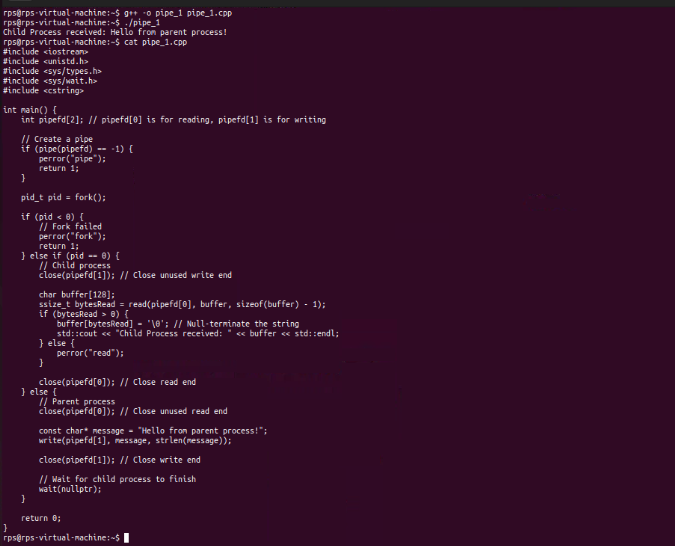 rps@rps-virtual-machine:~$ g++ -o pipe_1 pipe_1.cpp
rps@rps-virtual-machine:~$ ./pipe_1
Child Process received: Hello from parent process!
rps@rps-virtual-machine:~$ cat pipe_1.cpp
#include <iostream>
#include <unistd.h>
#include <sys/types.h>
#include <sys/wait.h>
#include <cstring>

int main() {
    int pipefd[2]; // pipefd[0] is for reading, pipefd[1] is for writing

    // Create a pipe
    if (pipe(pipefd) == -1) {
        perror("pipe");
        return 1;
    }

    pid_t pid = fork();

    if (pid < 0) {
        // Fork failed
        perror("fork");
        return 1;
    } else if (pid == 0) {
        // Child process
        close(pipefd[1]); // Close unused write end

        char buffer[128];
        ssize_t bytesRead = read(pipefd[0], buffer, sizeof(buffer) - 1);
        if (bytesRead > 0) {
            buffer[bytesRead] = '\0'; // Null-terminate the string
            std::cout << "Child Process received: " << buffer << std::endl;
        } else {
            perror("read");
        }

        close(pipefd[0]); // Close read end
    } else {
        // Parent process
        close(pipefd[0]); // Close unused read end

        const char* message = "Hello from parent process!";
        write(pipefd[1], message, strlen(message));

        close(pipefd[1]); // Close write end

        // Wait for child process to finish
        wait(nullptr);
    }

    return 0;
}
rps@rps-virtual-machine:~$